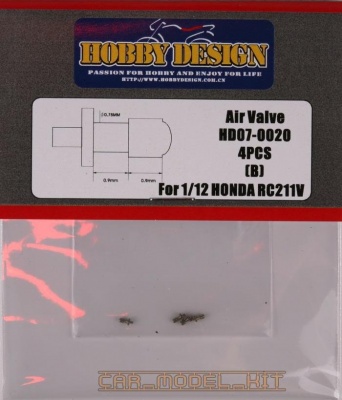 HOBBY DESIGN
PASSION FOR HOBBY AND ENJOY FOR LIFE
HTTP://WWW.HOBBYDESIGN.COM.CN
Air Valve
HD07-0020
4PCS
(B)
For 1/12 HONDA RC211V
0.78MM
0.9mm
0.9mm
CAR_MODEL_KIT